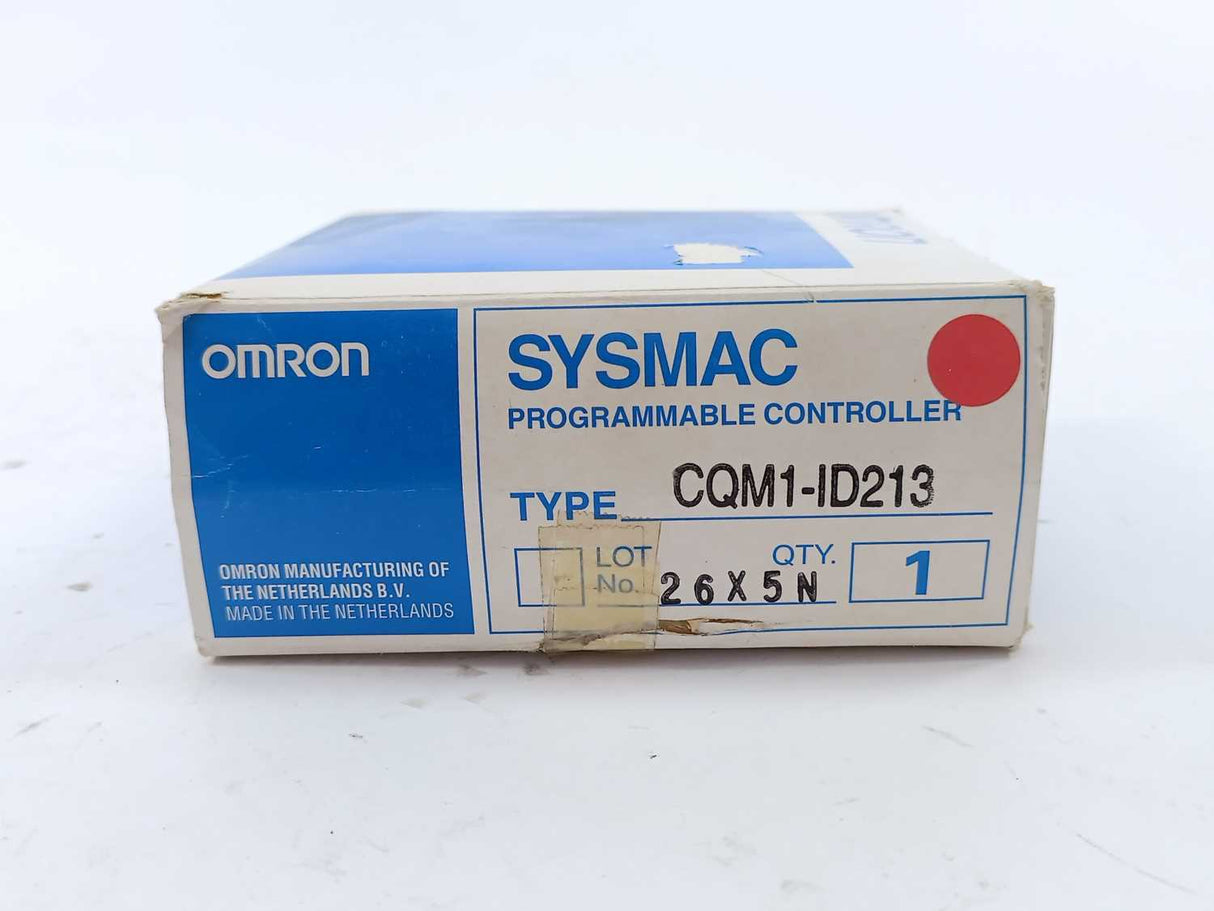 OMRON
SYSMAC
PROGRAMMABLE CONTROLLER
TYPE CQM1-ID213
LOT No. 26X5N
QTY. 1
OMRON MANUFACTURING OF
THE NETHERLANDS B.V.
MADE IN THE NETHERLANDS